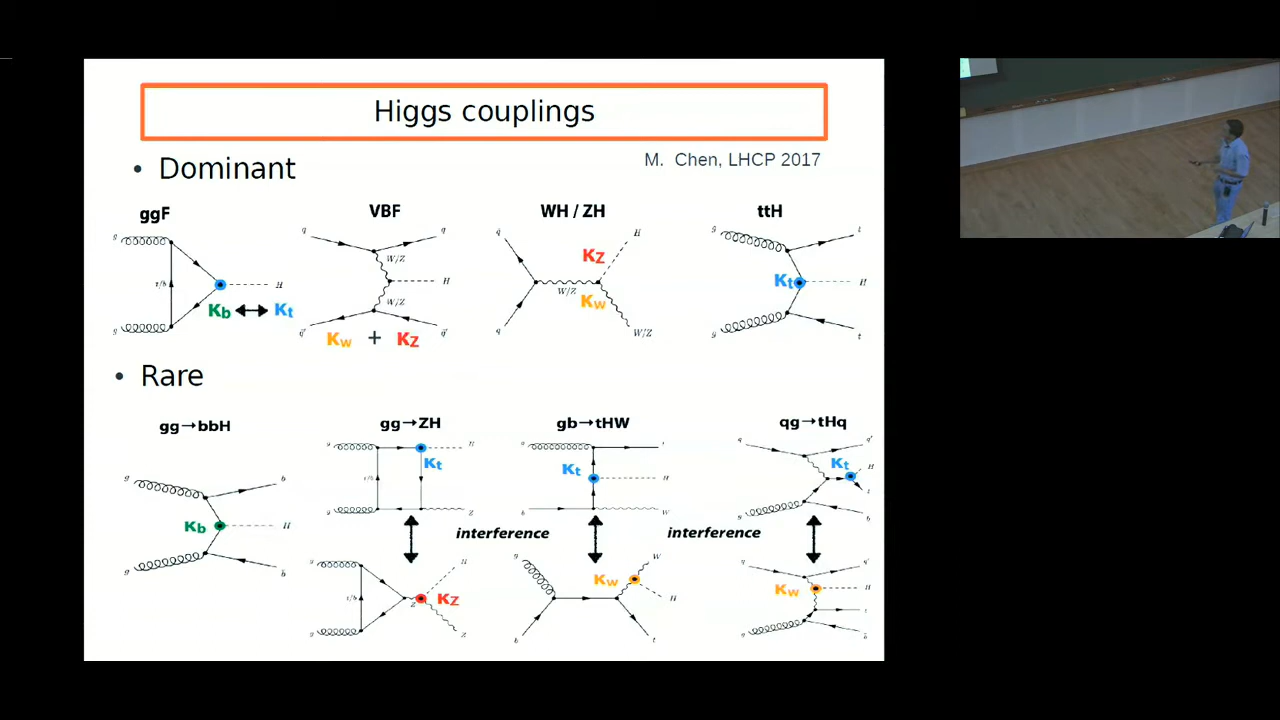 Higgs couplings
• Dominant
M. Chen, LHCP 2017
ggF
VBF
WH / ZH
ttH
g
t/b
g
H
Kb ↔ Kt
q
q
W/Z
H
W/Z
q'
q'
Kw + Kz
q
q
W/Z
H
W/Z
Kz
Kw
g
g
t
H
t
Kt
• Rare
gg→bbH
gg→ZH
gb→tHW
qg→tHq
g
g
b
H
b̄
Kb
g
g
t/b
H
Z
Kt
g
b
t
H
W
Kt
q
g
q'
H
t
b
Kt
interference
interference
g
g
t/b
Z
H
Z
Kz
g
b
W
H
t
Kw
q
g
q'
H
t
b̄
Kw